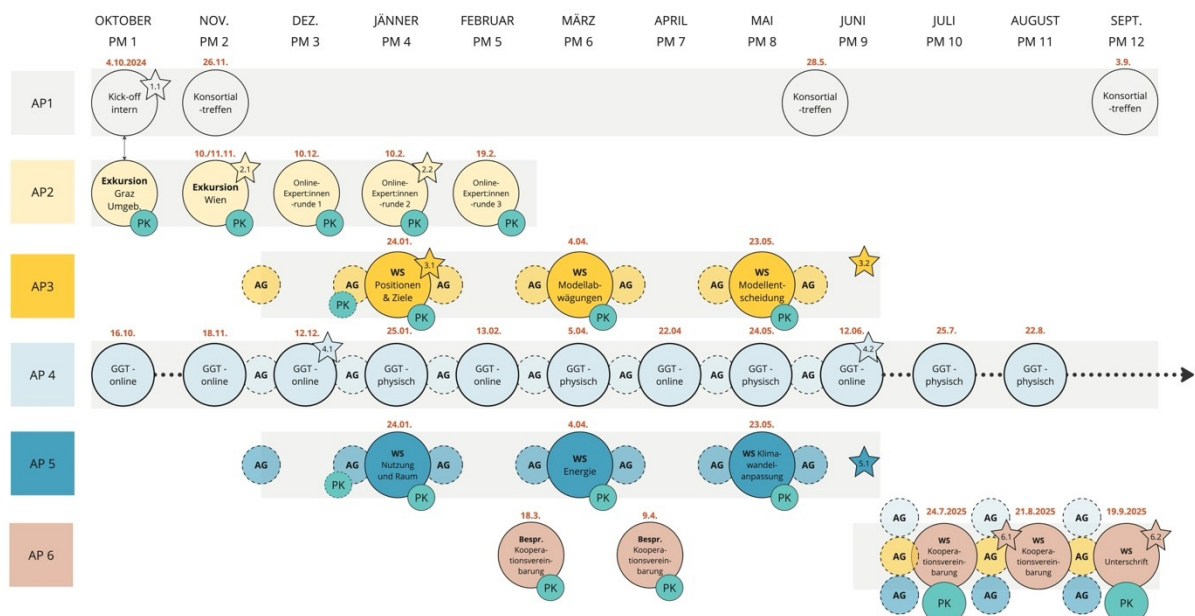 OKTOBER NOV. DEZ. JÄNNER FEBRUAR MÄRZ APRIL MAI JUNI JULI AUGUST SEPT.
PM 1 PM 2 PM 3 PM 4 PM 5 PM 6 PM 7 PM 8 PM 9 PM 10 PM 11 PM 12
4.10.2024 26.11. 28.5. 3.9.
AP1
Kick-off
intern
1.1
Konsortial
-treffen
Konsortial
-treffen
Konsortial
-treffen
10./11.11. 10.12. 10.2. 19.2.
AP2
Exkursion
Graz
Umgeb.
PK
Exkursion
Wien
2.1
PK
Online-
Expert:innen
-runde 1
PK
Online-
Expert:innen
-runde 2
2.2
PK
Online-
Expert:innen
-runde 3
PK
24.01. 4.04. 23.05.
AP3
AG
AG
PK
WS
Positionen
& Ziele
3.1
PK
AG
AG
WS
Modellab-
wägungen
PK
AG
AG
WS
Modellent-
scheidung
PK
AG
3.2
16.10. 18.11. 12.12. 25.01. 13.02. 5.04. 22.04 24.05. 12.06. 25.7. 22.8.
AP 4
GGT -
online
GGT -
online
AG
GGT -
online
4.1
AG
GGT -
physisch
AG
GGT -
online
AG
GGT -
physisch
AG
GGT -
online
AG
GGT -
physisch
AG
GGT -
online
4.2
GGT -
physisch
GGT -
physisch
24.01. 4.04. 23.05.
AP 5
AG
AG
PK
WS
Nutzung
und Raum
PK
AG
AG
WS
Energie
PK
AG
AG
WS Klima-
wandel-
anpassung
PK
AG
5.1
18.3. 9.4. 24.7.2025 21.8.2025 19.9.2025
AP 6
Bespr.
Koopera-
tionsverein-
barung
PK
Bespr.
Koopera-
tionsverein-
barung
PK
AG
AG
AG
WS
Koopera-
tionsverein-
barung
PK
AG
6.1
AG
AG
WS
Koopera-
tionsverein-
barung
AG
AG
AG
WS
Unterschrift
6.2
PK